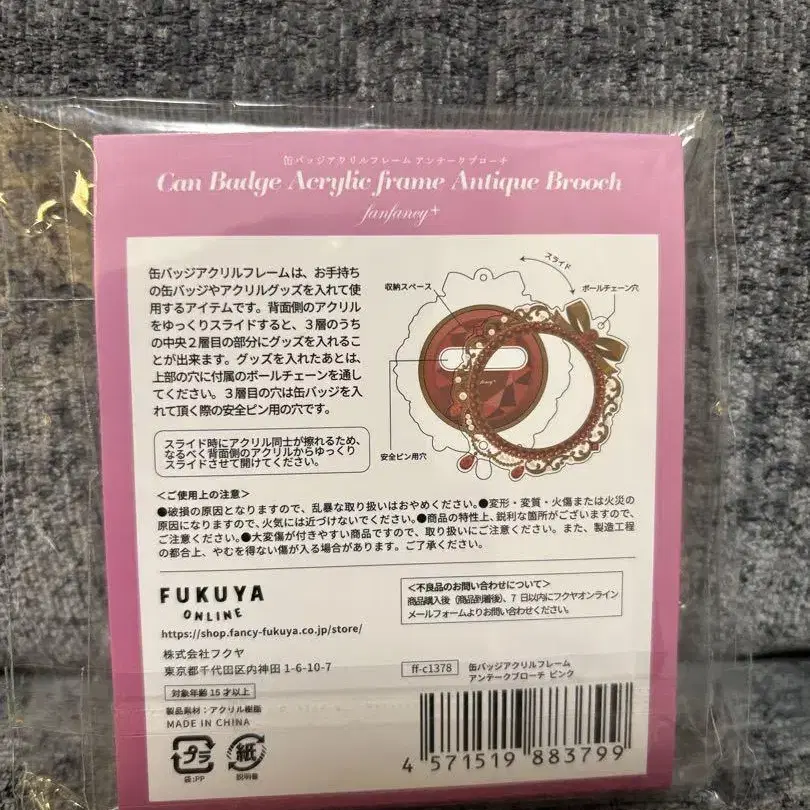 缶バッジアクリルフレーム アンテークブローチ
Can Badge Acrylic frame Antique Brooch
fanfancy+
缶バッジアクリルフレームは、お手持ち
の缶バッジやアクリルグッズを入れて使
用するアイテムです。背面側のアクリル
をゆっくりスライドすると、３層のうち
の中央２層目の部分にグッズを入れるこ
とが出来ます。グッズを入れたあとは、
上部の穴に付属のボールチェーンを通し
てください。３層目の穴は缶バッジを入
れて頂く際の安全ピン用の穴です。
スライド時にアクリル同士が擦れるため、
なるべく背面側のアクリルからゆっくり
スライドさせて開けてください。
スライド
収納スペース
ボールチェーン穴
安全ピン用穴
＜ご使用上の注意＞
●破損の原因となりますので、乱暴な取り扱いはおやめください。●変形・変質・火傷または火災の
原因になりますので、火気には近づけないでください。●商品の特性上、鋭利な箇所がございますので、
ご注意ください。●大変傷が付きやすい商品ですので、取り扱いにご注意ください。また、製造工程
の都合上、やむを得ない傷が入る場合があります。ご了承ください。
FUKUYA
ONLINE
https://shop.fancy-fukuya.co.jp/store/
株式会社フクヤ
東京都千代田区内神田 1-6-10-7
対象年齢 15 才以上
製品素材：アクリル樹脂
MADE IN CHINA
プラ
袋:PP
紙
説明書
＜不良品のお問い合わせについて＞
商品購入後（商品到着後）、7 日以内にフクヤオンライン
メールフォームよりお問い合わせください。
ff-c1378
缶バッジアクリルフレーム
アンテークブローチ ピンク
4 571519 883799